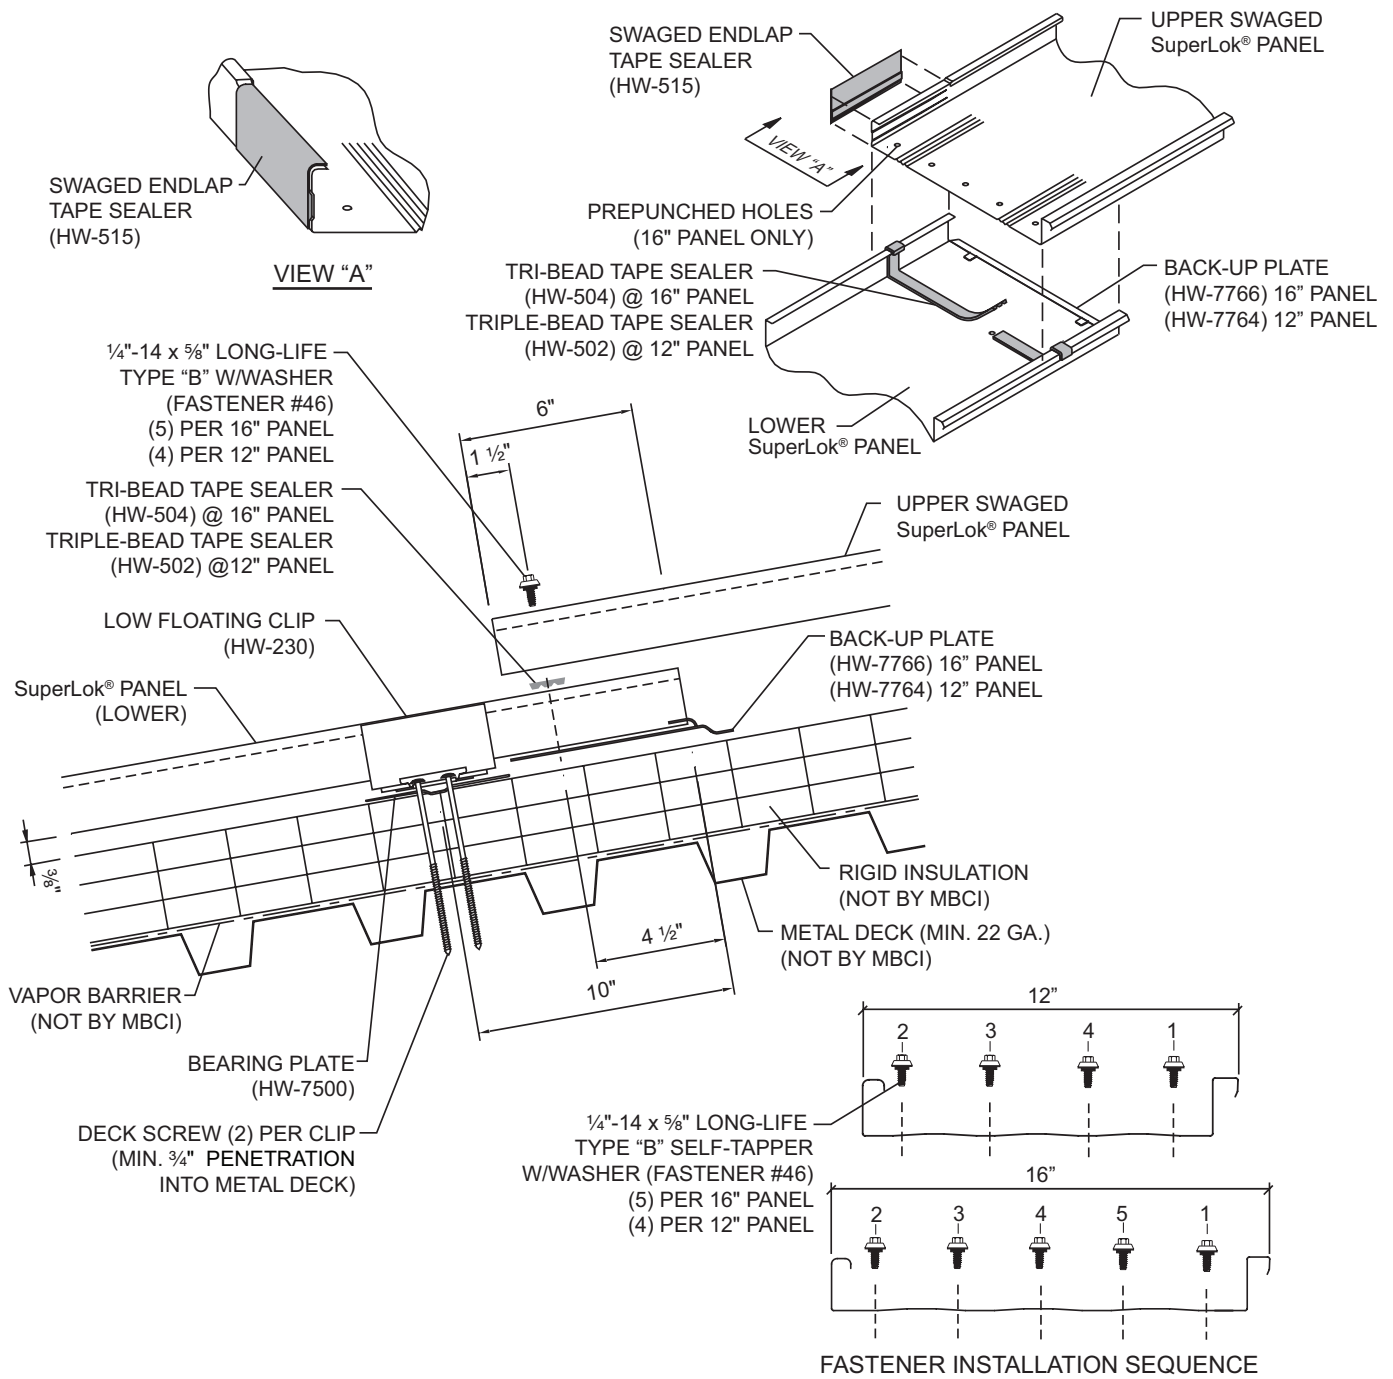 SWAGED ENDLAP
TAPE SEALER
(HW-515)
VIEW “A”
SWAGED ENDLAP
TAPE SEALER
(HW-515)
UPPER SWAGED
SuperLok® PANEL
VIEW “A”
PREPUNCHED HOLES
(16" PANEL ONLY)
TRI-BEAD TAPE SEALER
(HW-504) @ 16" PANEL
TRIPLE-BEAD TAPE SEALER
(HW-502) @ 12" PANEL
BACK-UP PLATE
(HW-7766) 16” PANEL
(HW-7764) 12” PANEL
LOWER
SuperLok® PANEL
¼"-14 x ⅝" LONG-LIFE
TYPE “B” W/WASHER
(FASTENER #46)
(5) PER 16" PANEL
(4) PER 12" PANEL
6"
1 ½"
TRI-BEAD TAPE SEALER
(HW-504) @ 16" PANEL
TRIPLE-BEAD TAPE SEALER
(HW-502) @12" PANEL
UPPER SWAGED
SuperLok® PANEL
LOW FLOATING CLIP
(HW-230)
BACK-UP PLATE
(HW-7766) 16” PANEL
(HW-7764) 12” PANEL
SuperLok® PANEL
(LOWER)
⅜"
RIGID INSULATION
(NOT BY MBCI)
METAL DECK (MIN. 22 GA.)
(NOT BY MBCI)
4 ½"
10"
VAPOR BARRIER
(NOT BY MBCI)
BEARING PLATE
(HW-7500)
DECK SCREW (2) PER CLIP
(MIN. ¾" PENETRATION
INTO METAL DECK)
12”
2 3 4 1
¼"-14 x ⅝" LONG-LIFE
TYPE “B” SELF-TAPPER
W/WASHER (FASTENER #46)
(5) PER 16" PANEL
(4) PER 12" PANEL
16”
2 3 4 5 1
FASTENER INSTALLATION SEQUENCE